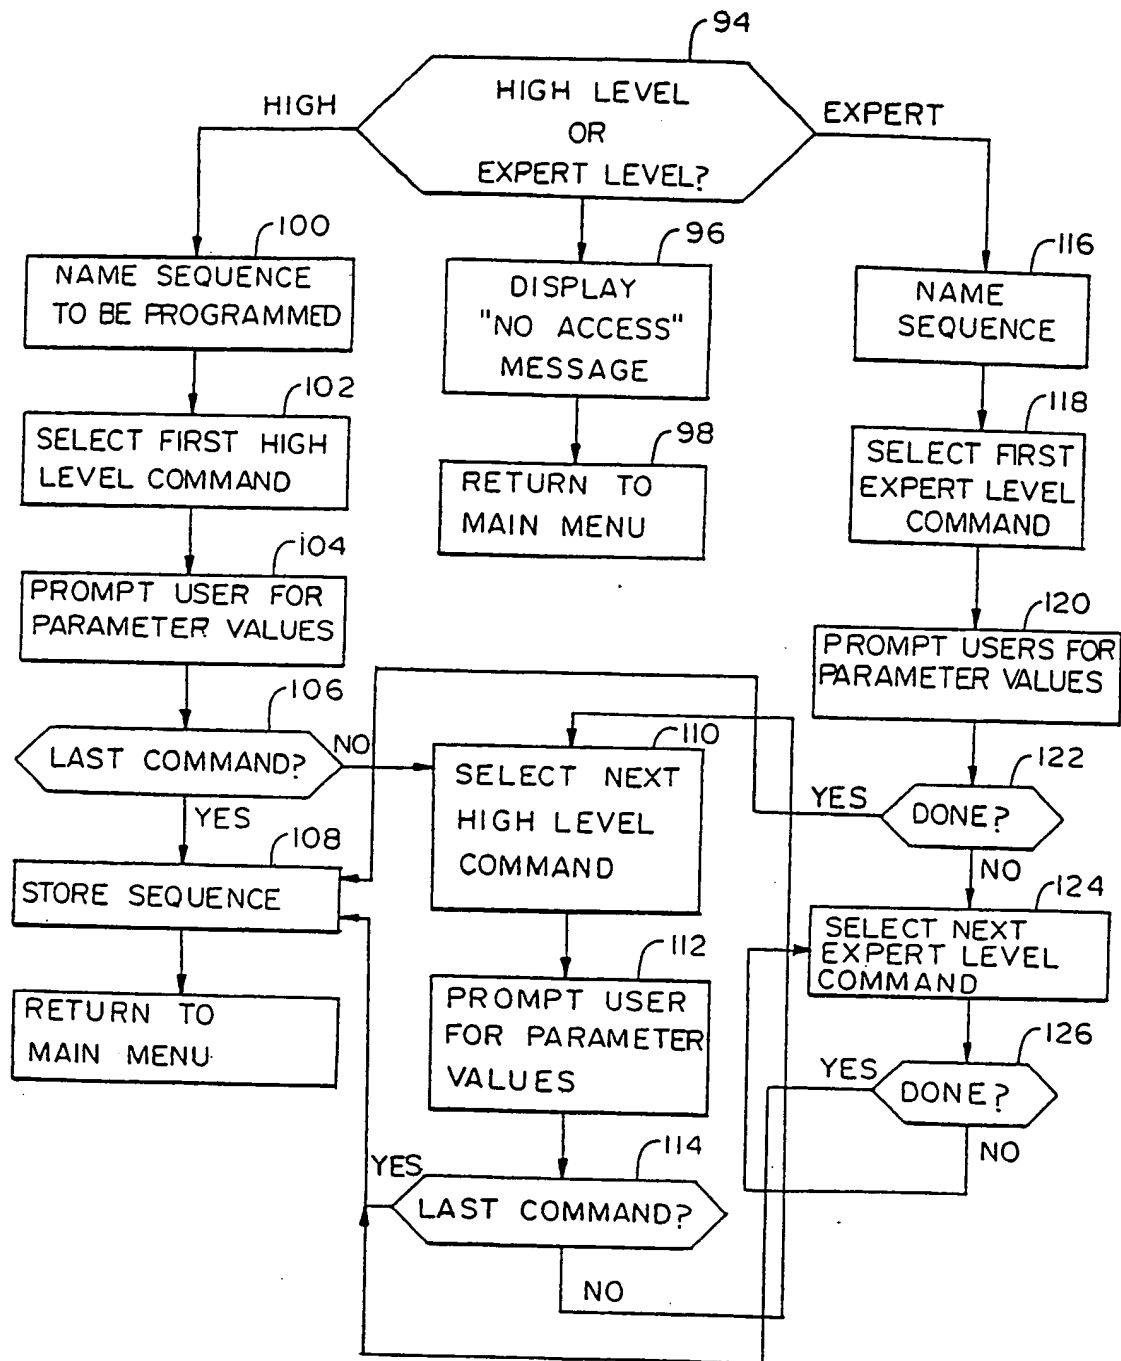 94
HIGH LEVEL
OR
EXPERT LEVEL?
HIGH
EXPERT
100
NAME SEQUENCE
TO BE PROGRAMMED
96
DISPLAY
"NO ACCESS"
MESSAGE
116
NAME
SEQUENCE
102
SELECT FIRST HIGH
LEVEL COMMAND
98
RETURN TO
MAIN MENU
118
SELECT FIRST
EXPERT LEVEL
COMMAND
104
PROMPT USER FOR
PARAMETER VALUES
120
PROMPT USERS FOR
PARAMETER VALUES
106
LAST COMMAND?
NO
YES
110
SELECT NEXT
HIGH LEVEL
COMMAND
122
DONE?
YES
NO
108
STORE SEQUENCE
124
SELECT NEXT
EXPERT LEVEL
COMMAND
RETURN TO
MAIN MENU
112
PROMPT USER
FOR PARAMETER
VALUES
126
DONE?
YES
NO
114
LAST COMMAND?
YES
NO